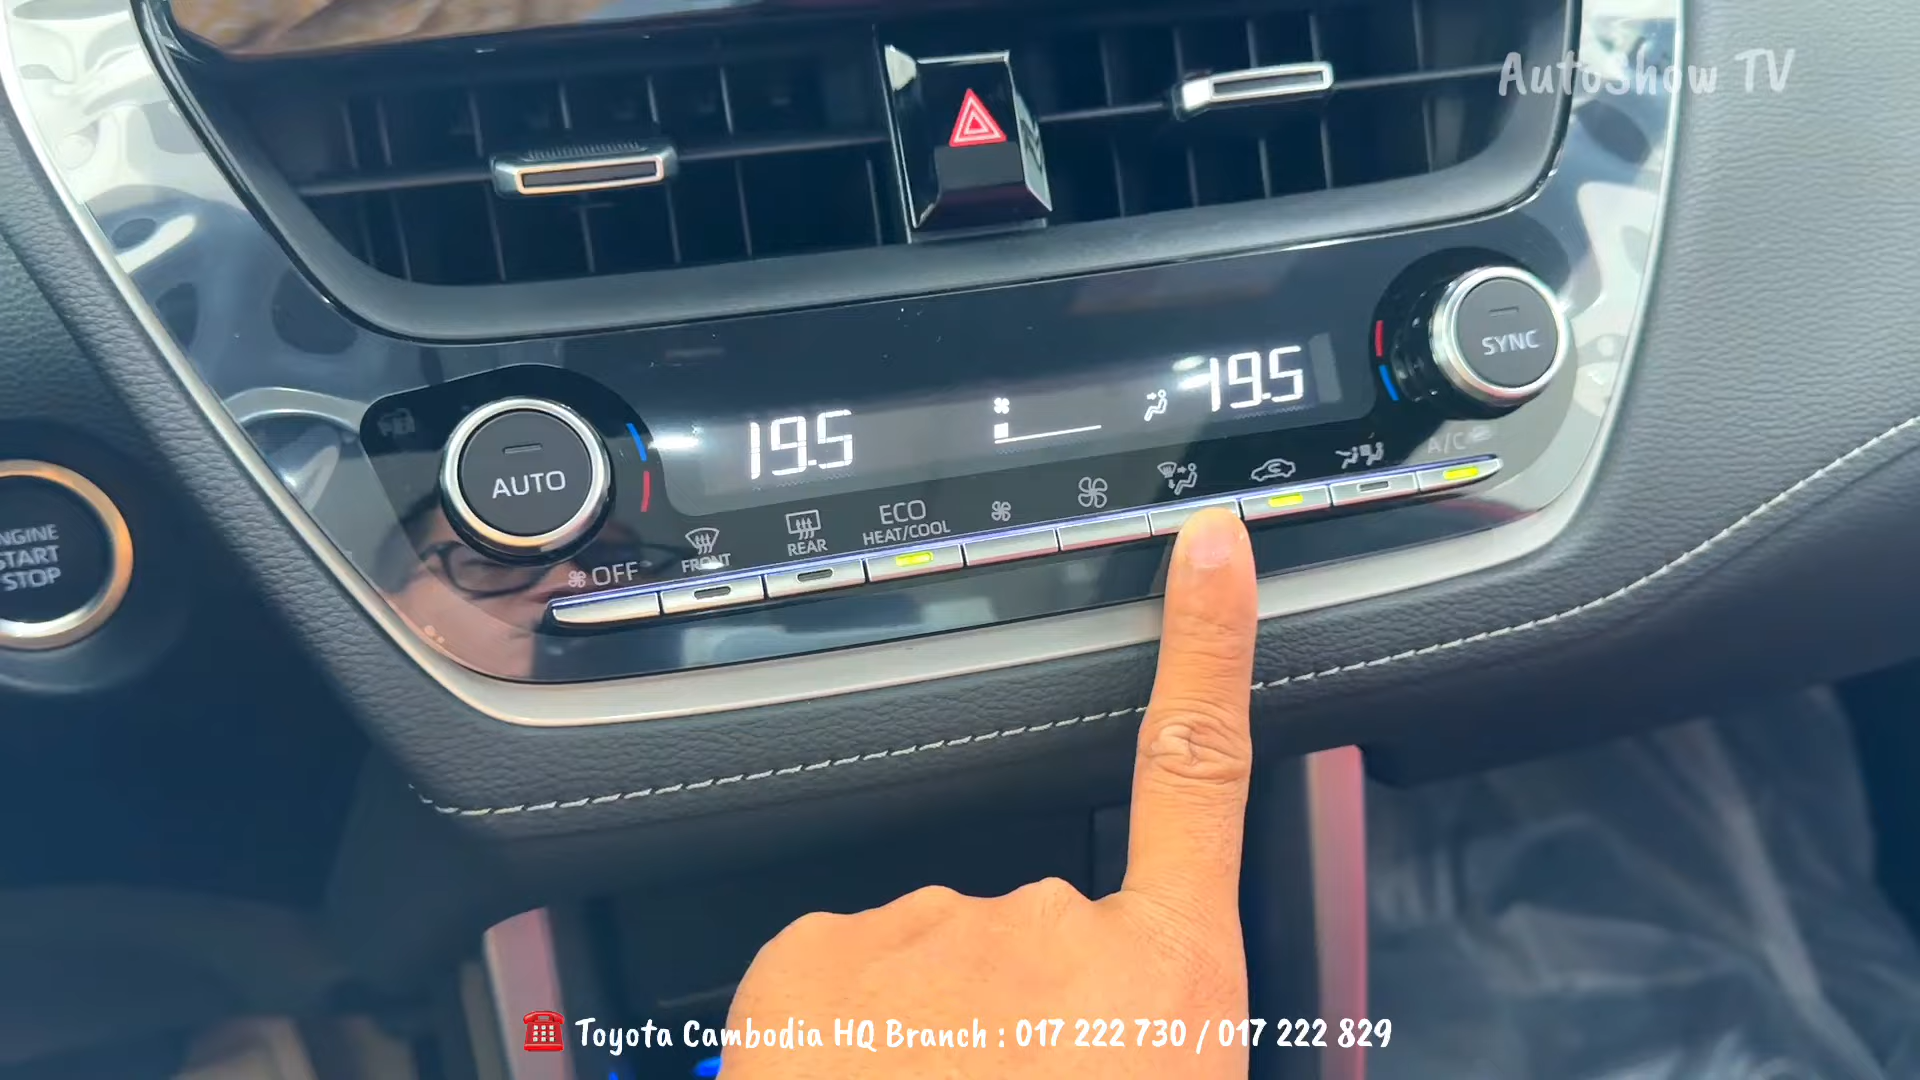 AutoShow TV
SYNC
19.5
19.5
AUTO
A/C
ECO
HEAT/COOL
REAR
FRONT
OFF
ENGINE
START
STOP
☎ Toyota Cambodia HQ Branch : 017 222 730 / 017 222 829